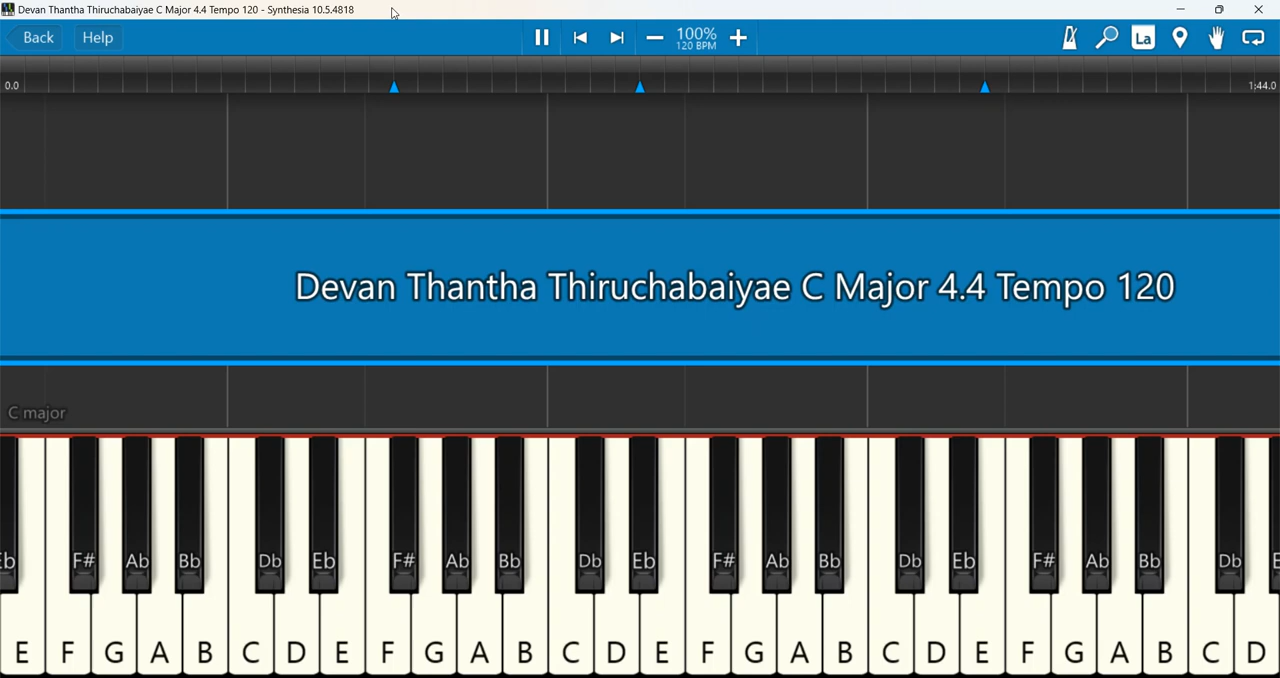 Devan Thantha Thiruchabaiyae C Major 4.4 Tempo 120 - Synthesia 10.5.4818
Back Help 100% La
120 BPM
0.0 1:44.0
Devan Thantha Thiruchabaiyae C Major 4.4 Tempo 120
C major
Eb F# Ab Bb Db Eb F# Ab Bb Db Eb F# Ab Bb Db Eb F# Ab Bb Db E
E F G A B C D E F G A B C D E F G A B C D E F G A B C D